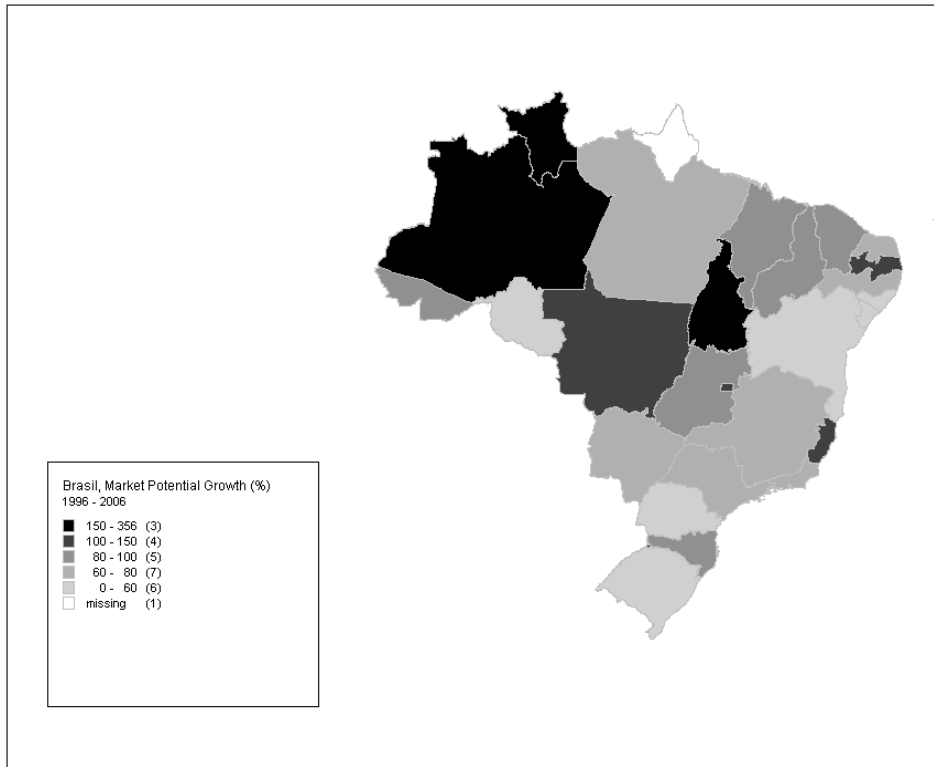 Brasil, Market Potential Growth (%)
1996 - 2006
150 - 356 (3)
100 - 150 (4)
80 - 100 (5)
60 - 80 (7)
0 - 60 (6)
missing (1)